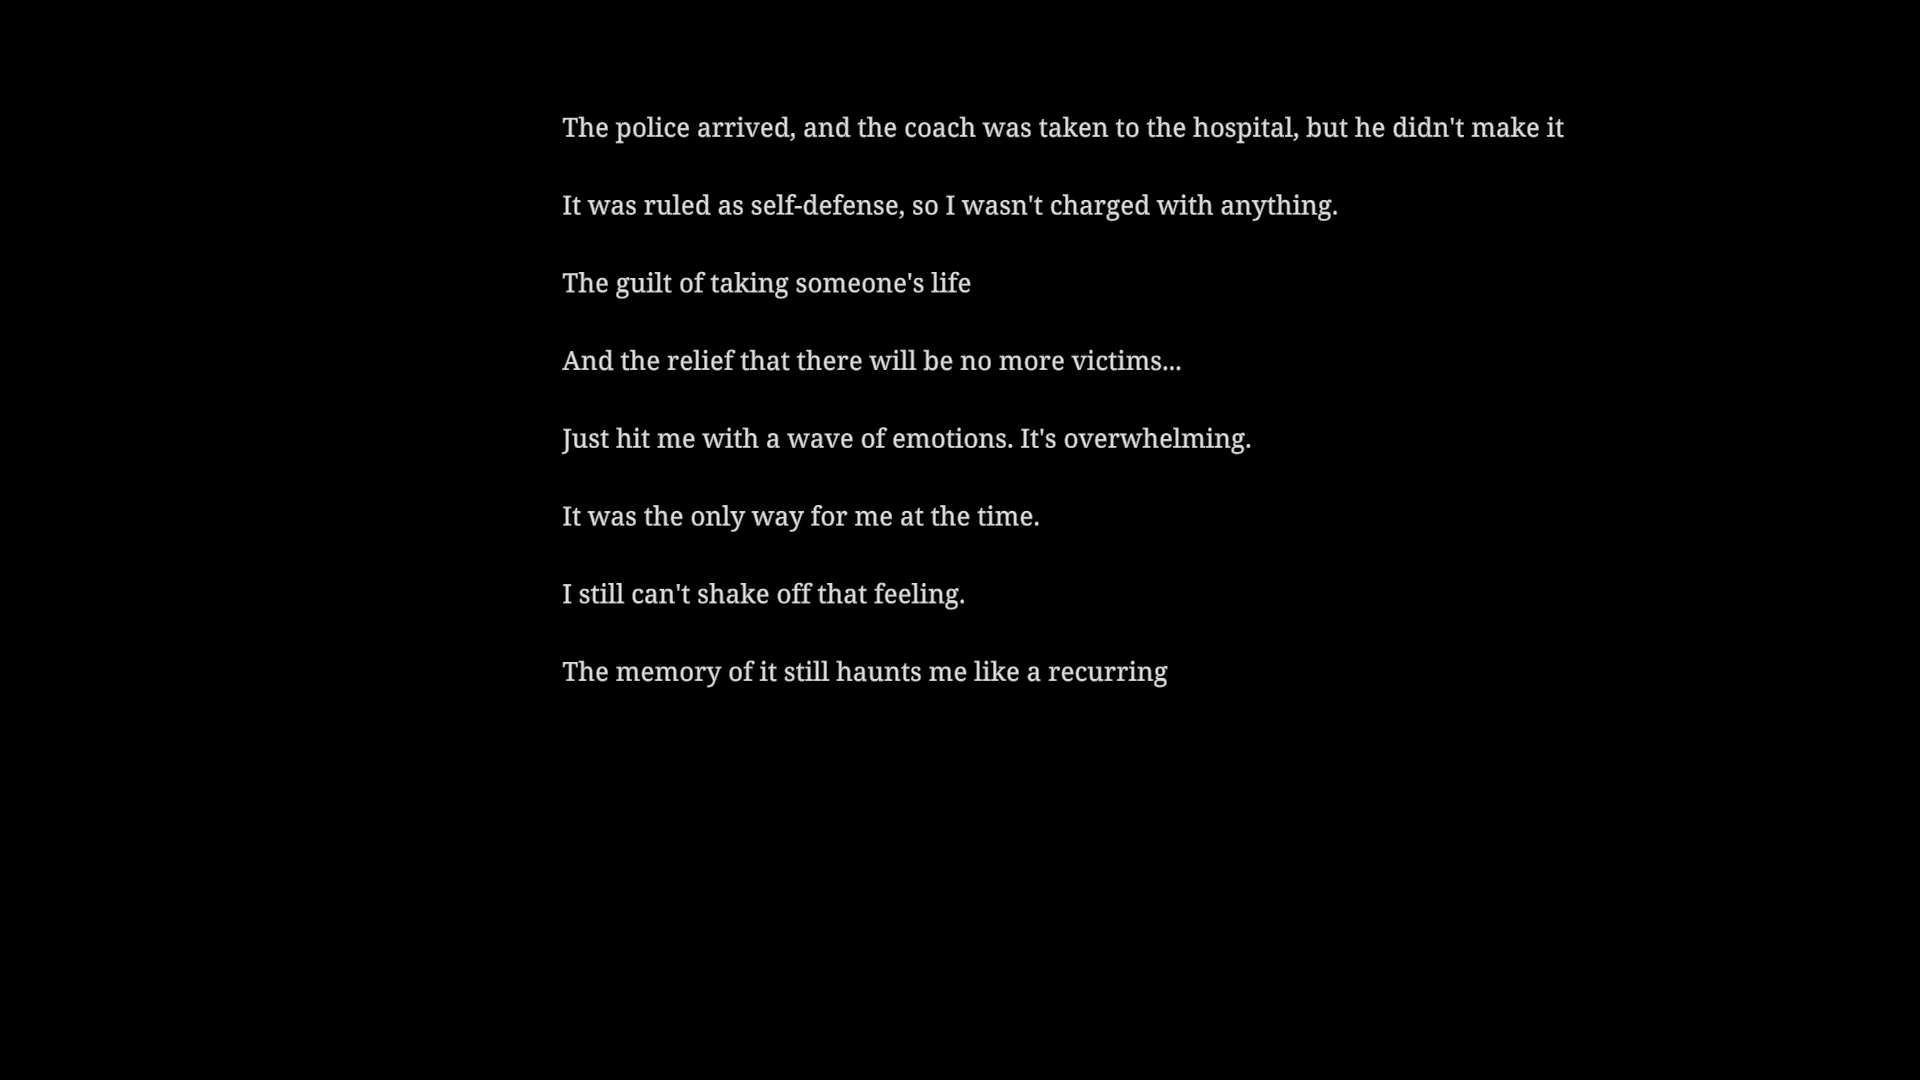 The police arrived, and the coach was taken to the hospital, but he didn't make it
It was ruled as self-defense, so I wasn't charged with anything.
The guilt of taking someone's life
And the relief that there will be no more victims...
Just hit me with a wave of emotions. It's overwhelming.
It was the only way for me at the time.
I still can't shake off that feeling.
The memory of it still haunts me like a recurring